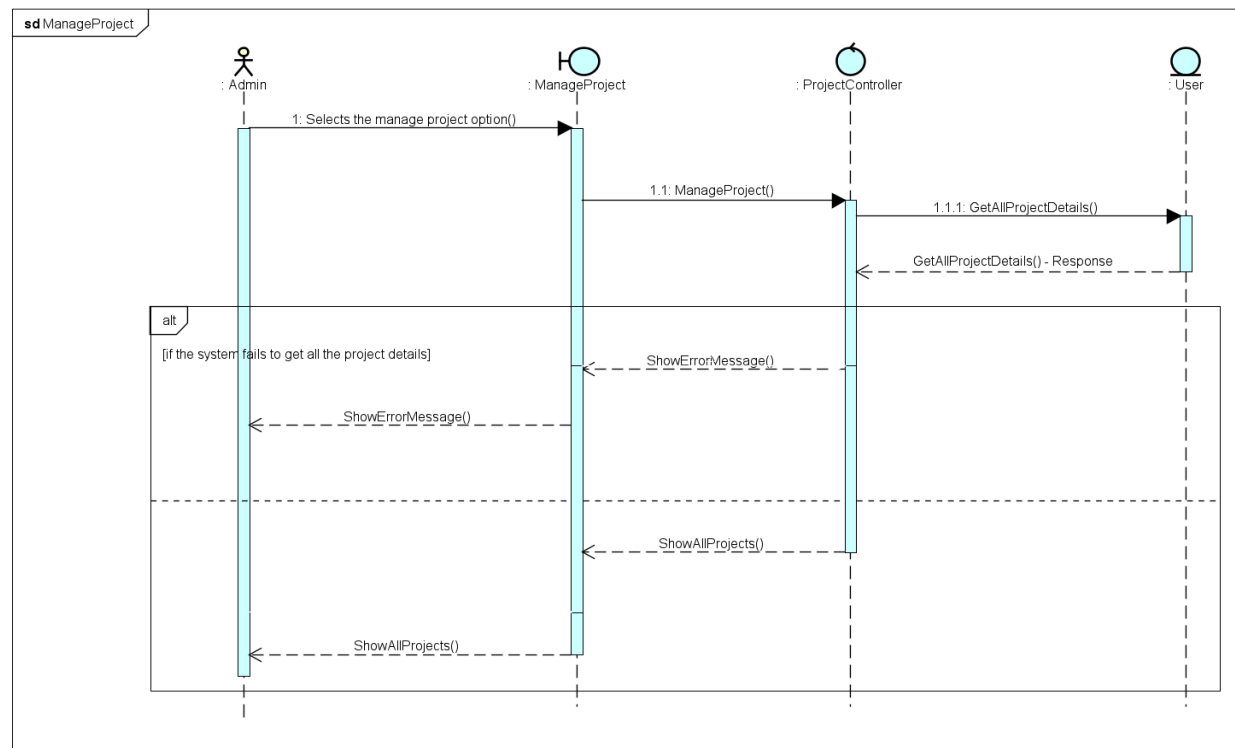 sd ManageProject
: Admin
: ManageProject
: ProjectController
: User
1: Selects the manage project option()
1.1: ManageProject()
1.1.1: GetAllProjectDetails()
GetAllProjectDetails() - Response
alt
[if the system fails to get all the project details]
ShowErrorMessage()
ShowErrorMessage()
ShowAllProjects()
ShowAllProjects()